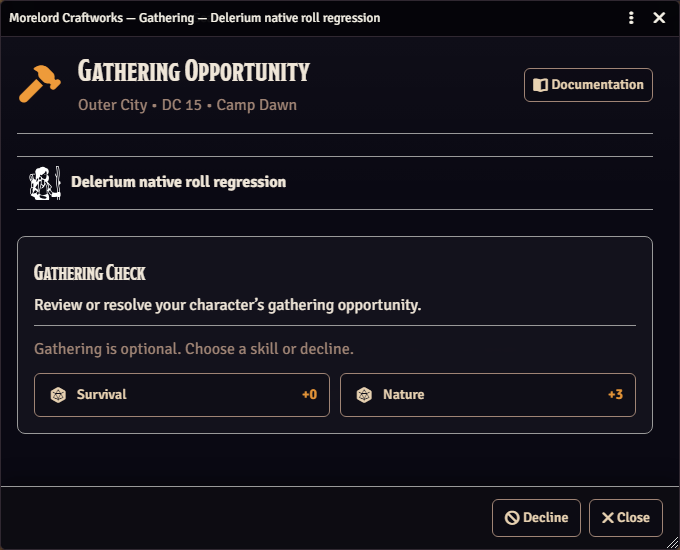 Morelord Craftworks — Gathering — Delerium native roll regression
Gathering Opportunity
Documentation
Outer City • DC 15 • Camp Dawn
Delerium native roll regression
Gathering Check
Review or resolve your character’s gathering opportunity.
Gathering is optional. Choose a skill or decline.
Survival +0
Nature +3
Decline
Close